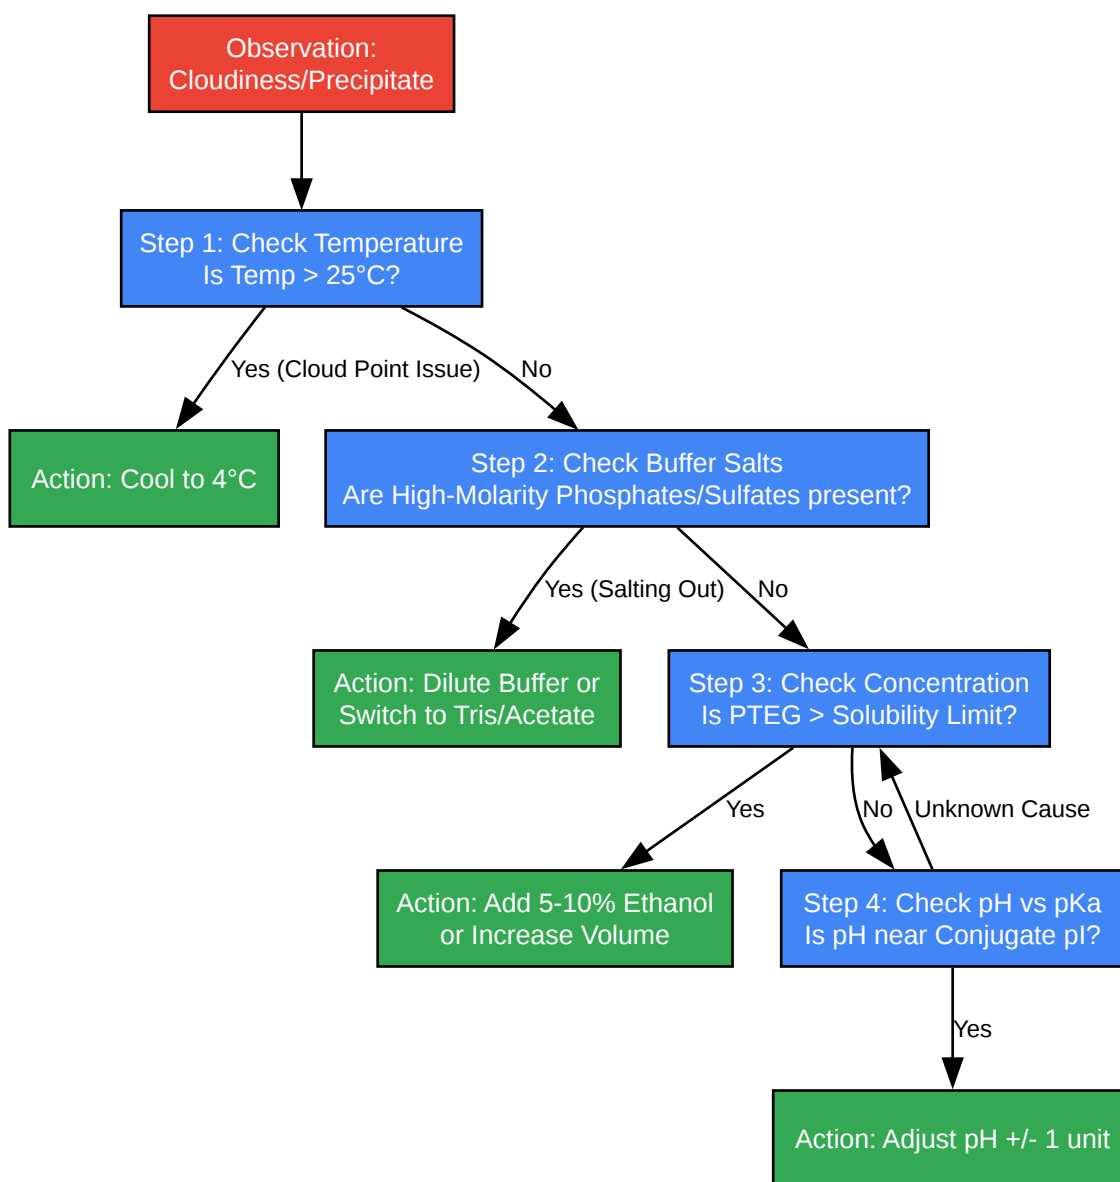 Observation:
Cloudiness/Precipitate
Step 1: Check Temperature
Is Temp > 25°C?
Yes (Cloud Point Issue)
No
Action: Cool to 4°C
Step 2: Check Buffer Salts
Are High-Molarity Phosphates/Sulfates present?
Yes (Salting Out)
No
Action: Dilute Buffer or
Switch to Tris/Acetate
Step 3: Check Concentration
Is PTEG > Solubility Limit?
Yes
No
Unknown Cause
Action: Add 5-10% Ethanol
or Increase Volume
Step 4: Check pH vs pKa
Is pH near Conjugate pI?
Yes
Action: Adjust pH +/- 1 unit